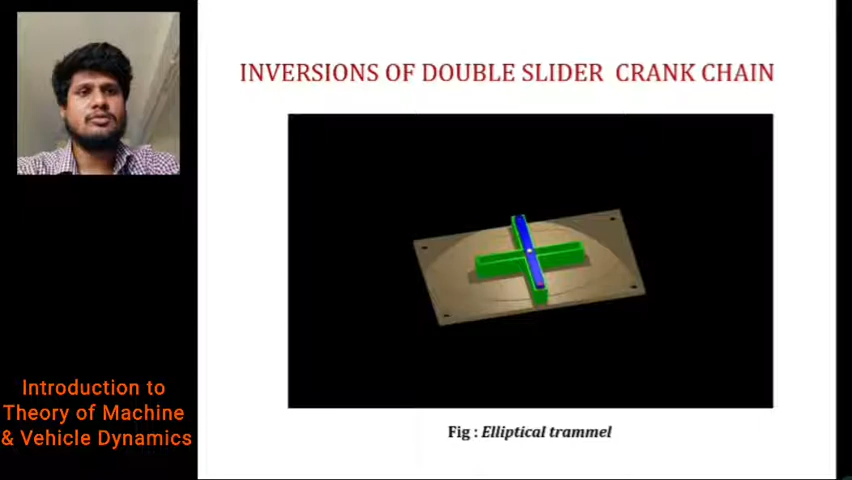 INVERSIONS OF DOUBLE SLIDER CRANK CHAIN
Fig : Elliptical trammel
Introduction to
Theory of Machine
& Vehicle Dynamics